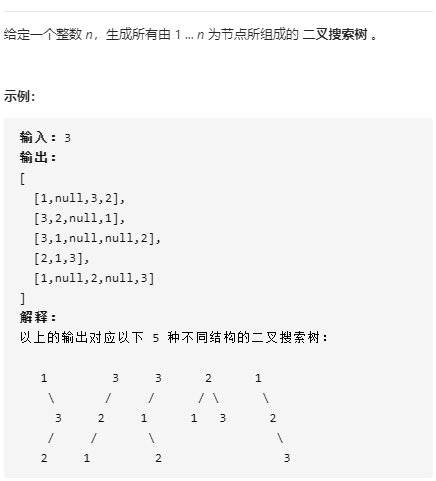 给定一个整数 n，生成所有由 1 ... n 为节点所组成的 二叉搜索树 。
示例：
输入：3
输出：
[
  [1,null,3,2],
  [3,2,null,1],
  [3,1,null,null,2],
  [2,1,3],
  [1,null,2,null,3]
]
解释：
以上的输出对应以下 5 种不同结构的二叉搜索树：
   1         3     3      2      1
    \       /     /      / \      \
     3     2     1      1   3      2
    /     /       \                 \
   2     1         2                 3